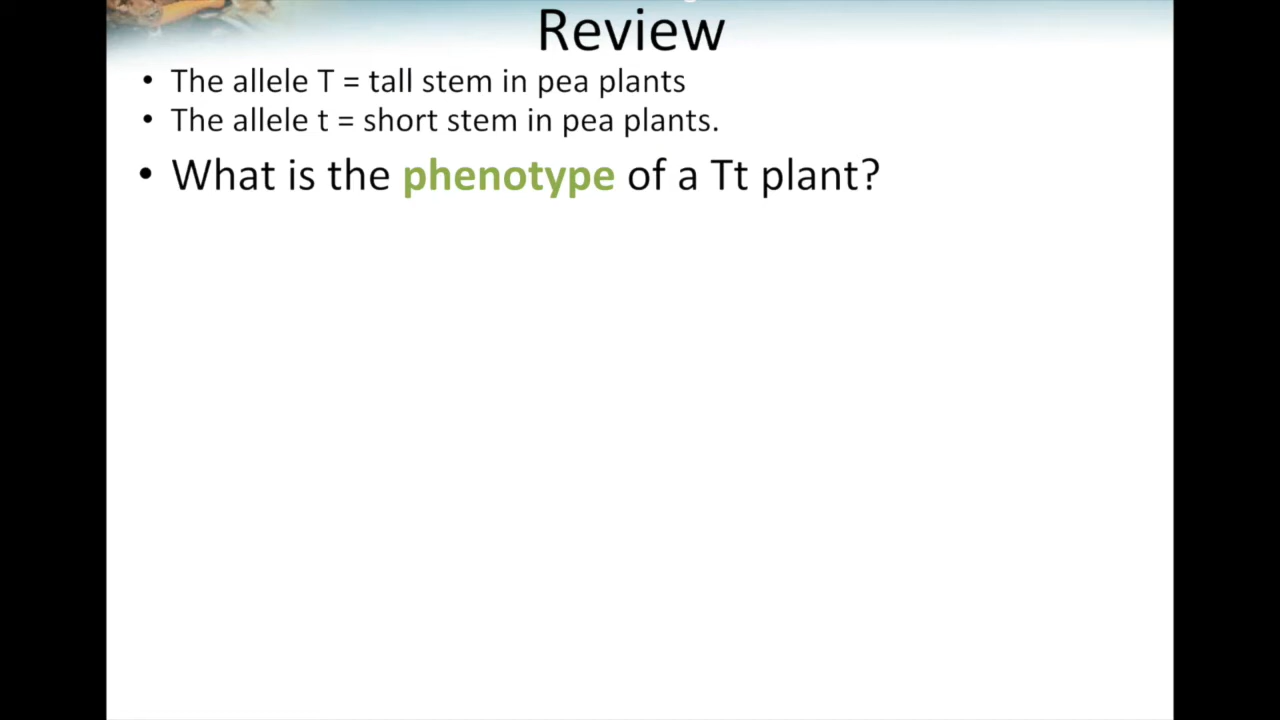 Review
• The allele T = tall stem in pea plants
• The allele t = short stem in pea plants.
• What is the phenotype of a Tt plant?